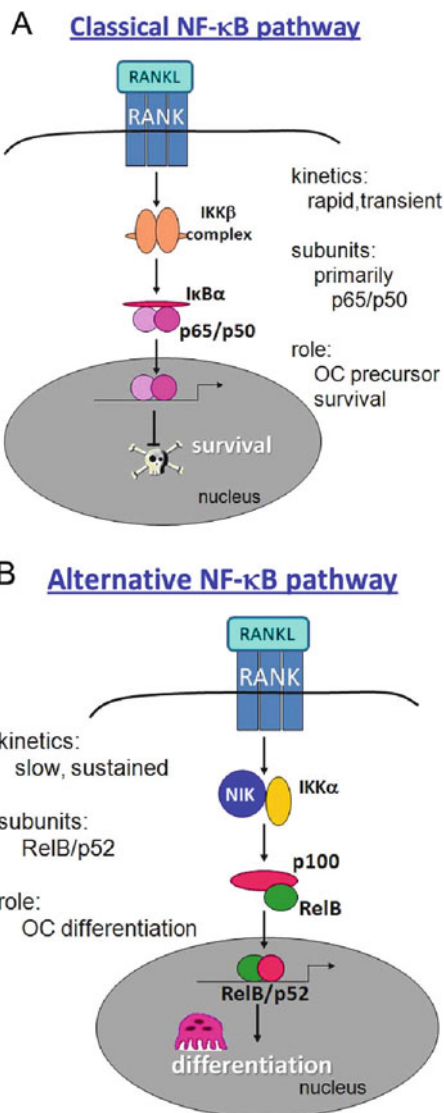 A
Classical NF-κB pathway
RANKL
RANK
IKKβ
complex
IκBα
p65/p50
survival
nucleus
kinetics:
rapid,transient
subunits:
primarily
p65/p50
role:
OC precursor
survival
B
Alternative NF-κB pathway
RANKL
RANK
kinetics:
slow, sustained
NIK
IKKα
subunits:
RelB/p52
p100
RelB
role:
OC differentiation
RelB/p52
differentiation
nucleus